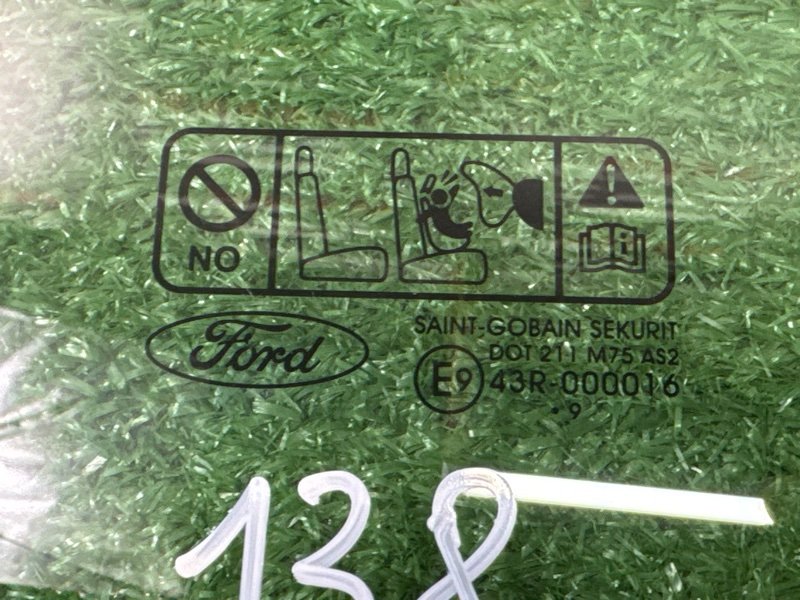 NO
Ford
SAINT-GOBAIN SEKURIT
DOT 211 M75 AS2
E9 43R-000016
• 9
138